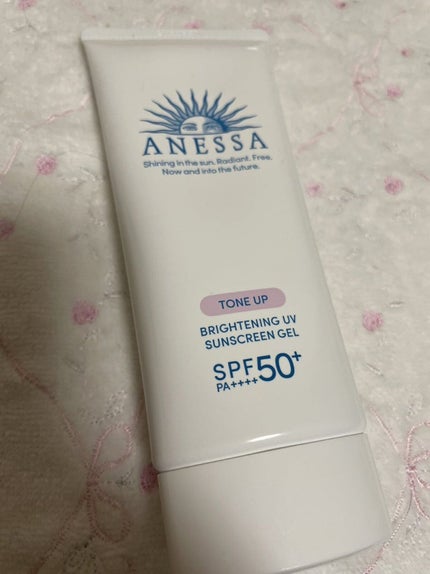 ANESSA
Shining in the sun. Radiant. Free.
Now and into the future.
TONE UP
BRIGHTENING UV
SUNSCREEN GEL
SPF50+
PA++++